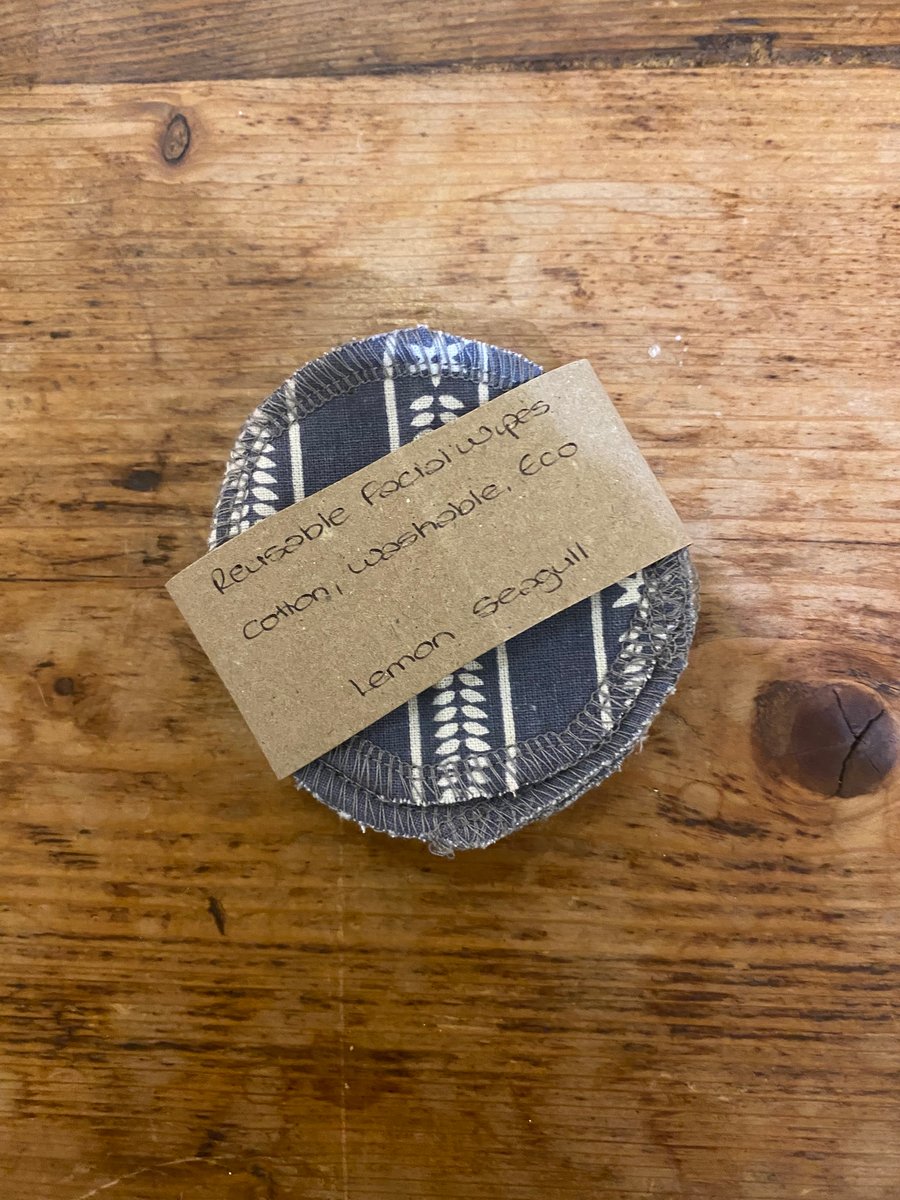 Reusable Facial Wipes
Cotton, washable, Eco
Lemon Seagull